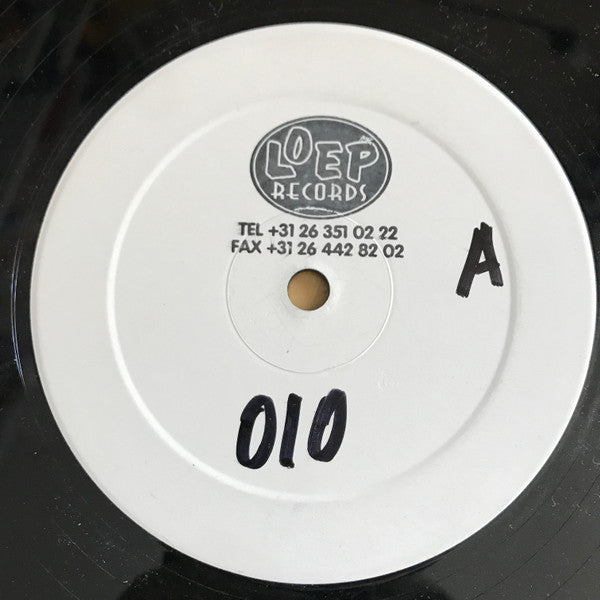 LOEP
RECORDS
TEL +31 26 351 02 22
FAX +31 26 442 82 02
A
010